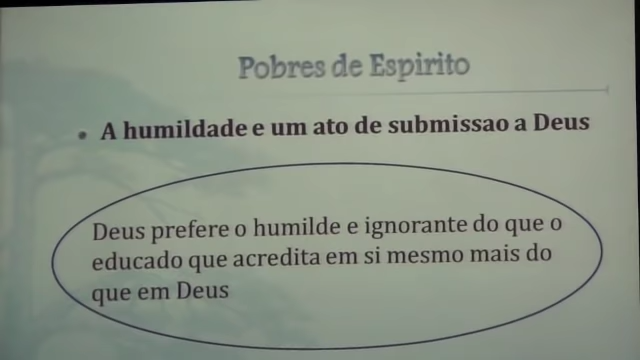 Pobres de Espirito
• A humildade e um ato de submissao a Deus
Deus prefere o humilde e ignorante do que o
educado que acredita em si mesmo mais do
que em Deus